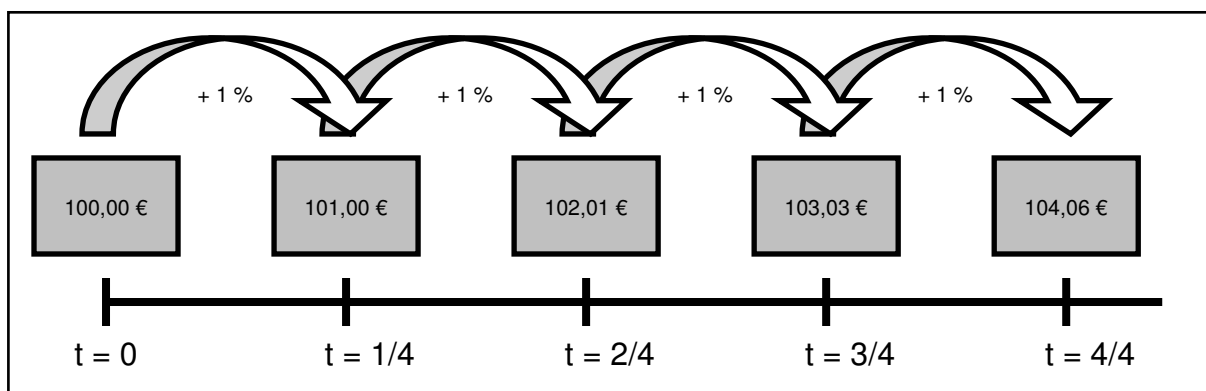 + 1 % + 1 % + 1 % + 1 %
100,00 € 101,00 € 102,01 € 103,03 € 104,06 €
t = 0 t = 1/4 t = 2/4 t = 3/4 t = 4/4